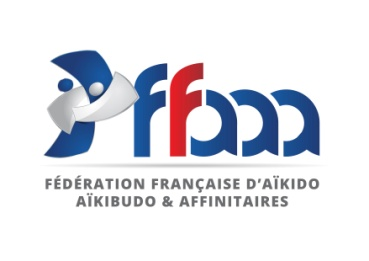 ffaaa
FÉDÉRATION FRANÇAISE D'AÏKIDO
AÏKIBUDO & AFFINITAIRES